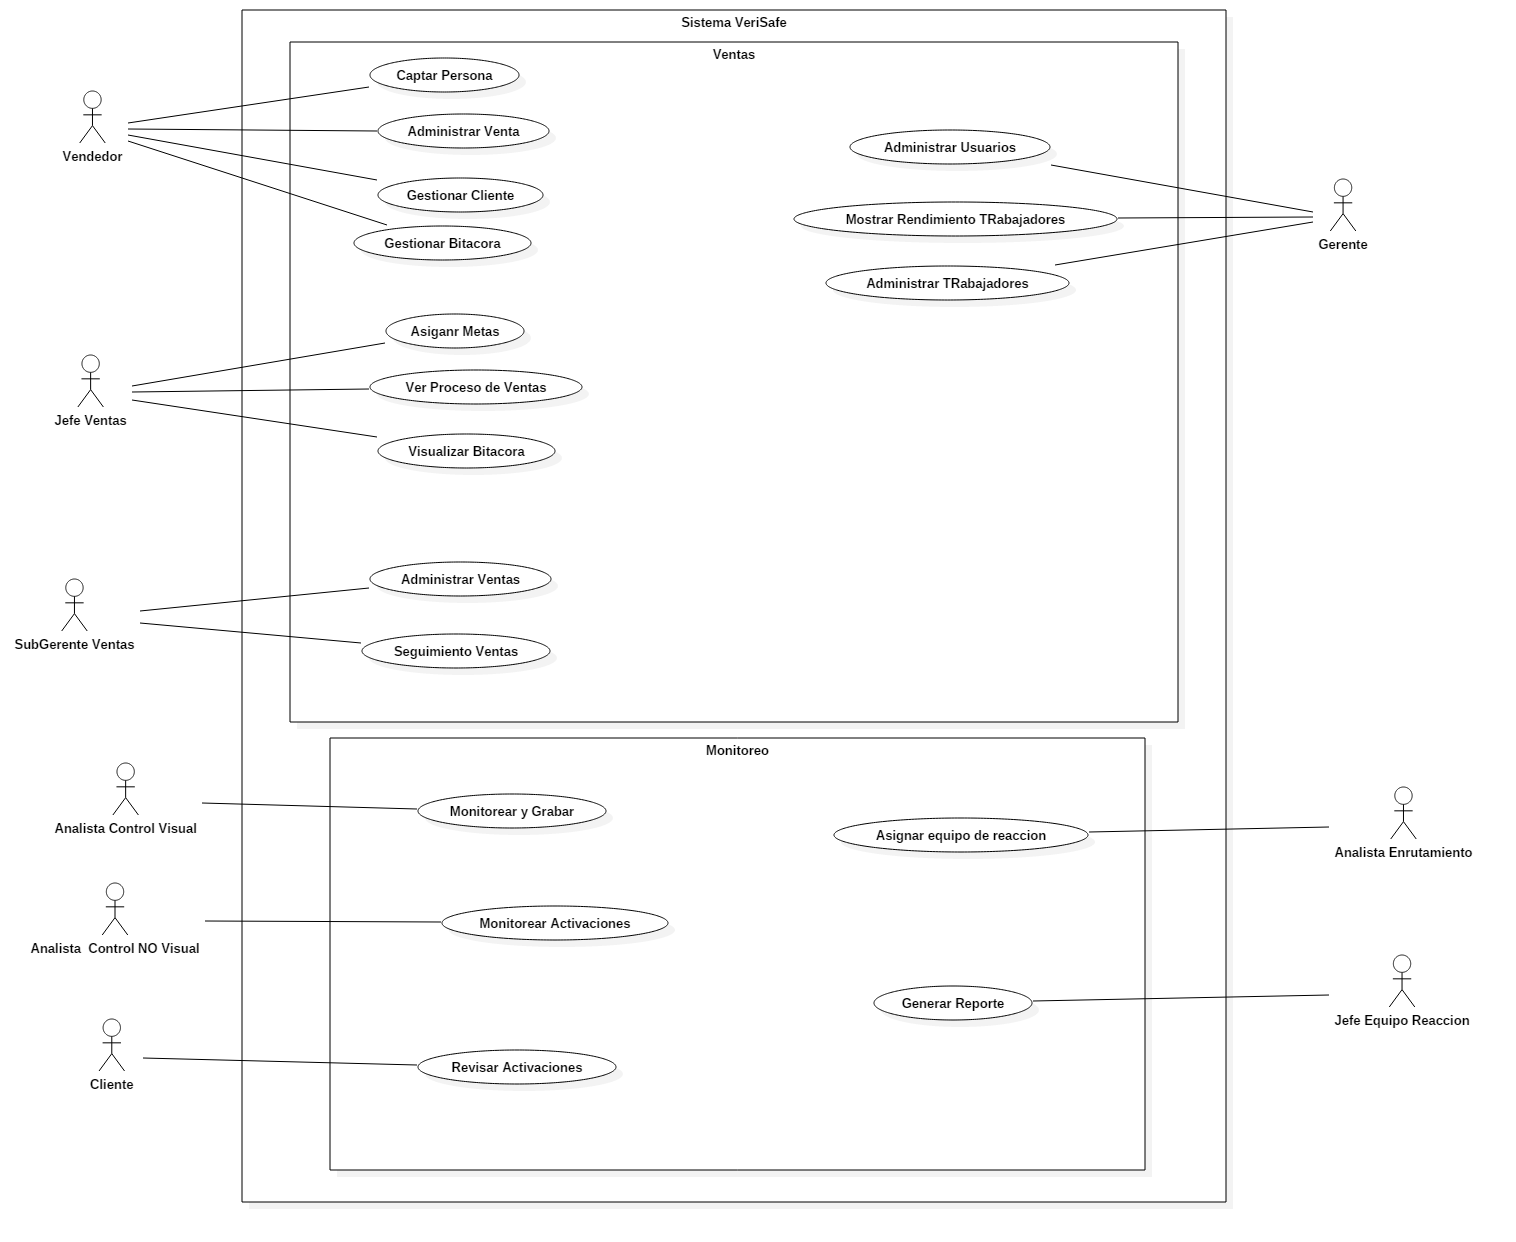 Sistema VeriSafe
Ventas
Captar Persona
Administrar Venta
Vendedor
Gestionar Cliente
Gestionar Bitacora
Administrar Usuarios
Mostrar Rendimiento TRabajadores
Administrar TRabajadores
Gerente
Asiganr Metas
Ver Proceso de Ventas
Jefe Ventas
Visualizar Bitacora
Administrar Ventas
SubGerente Ventas
Seguimiento Ventas
Monitoreo
Monitorear y Grabar
Analista Control Visual
Asignar equipo de reaccion
Analista Enrutamiento
Monitorear Activaciones
Analista  Control NO Visual
Generar Reporte
Jefe Equipo Reaccion
Revisar Activaciones
Cliente